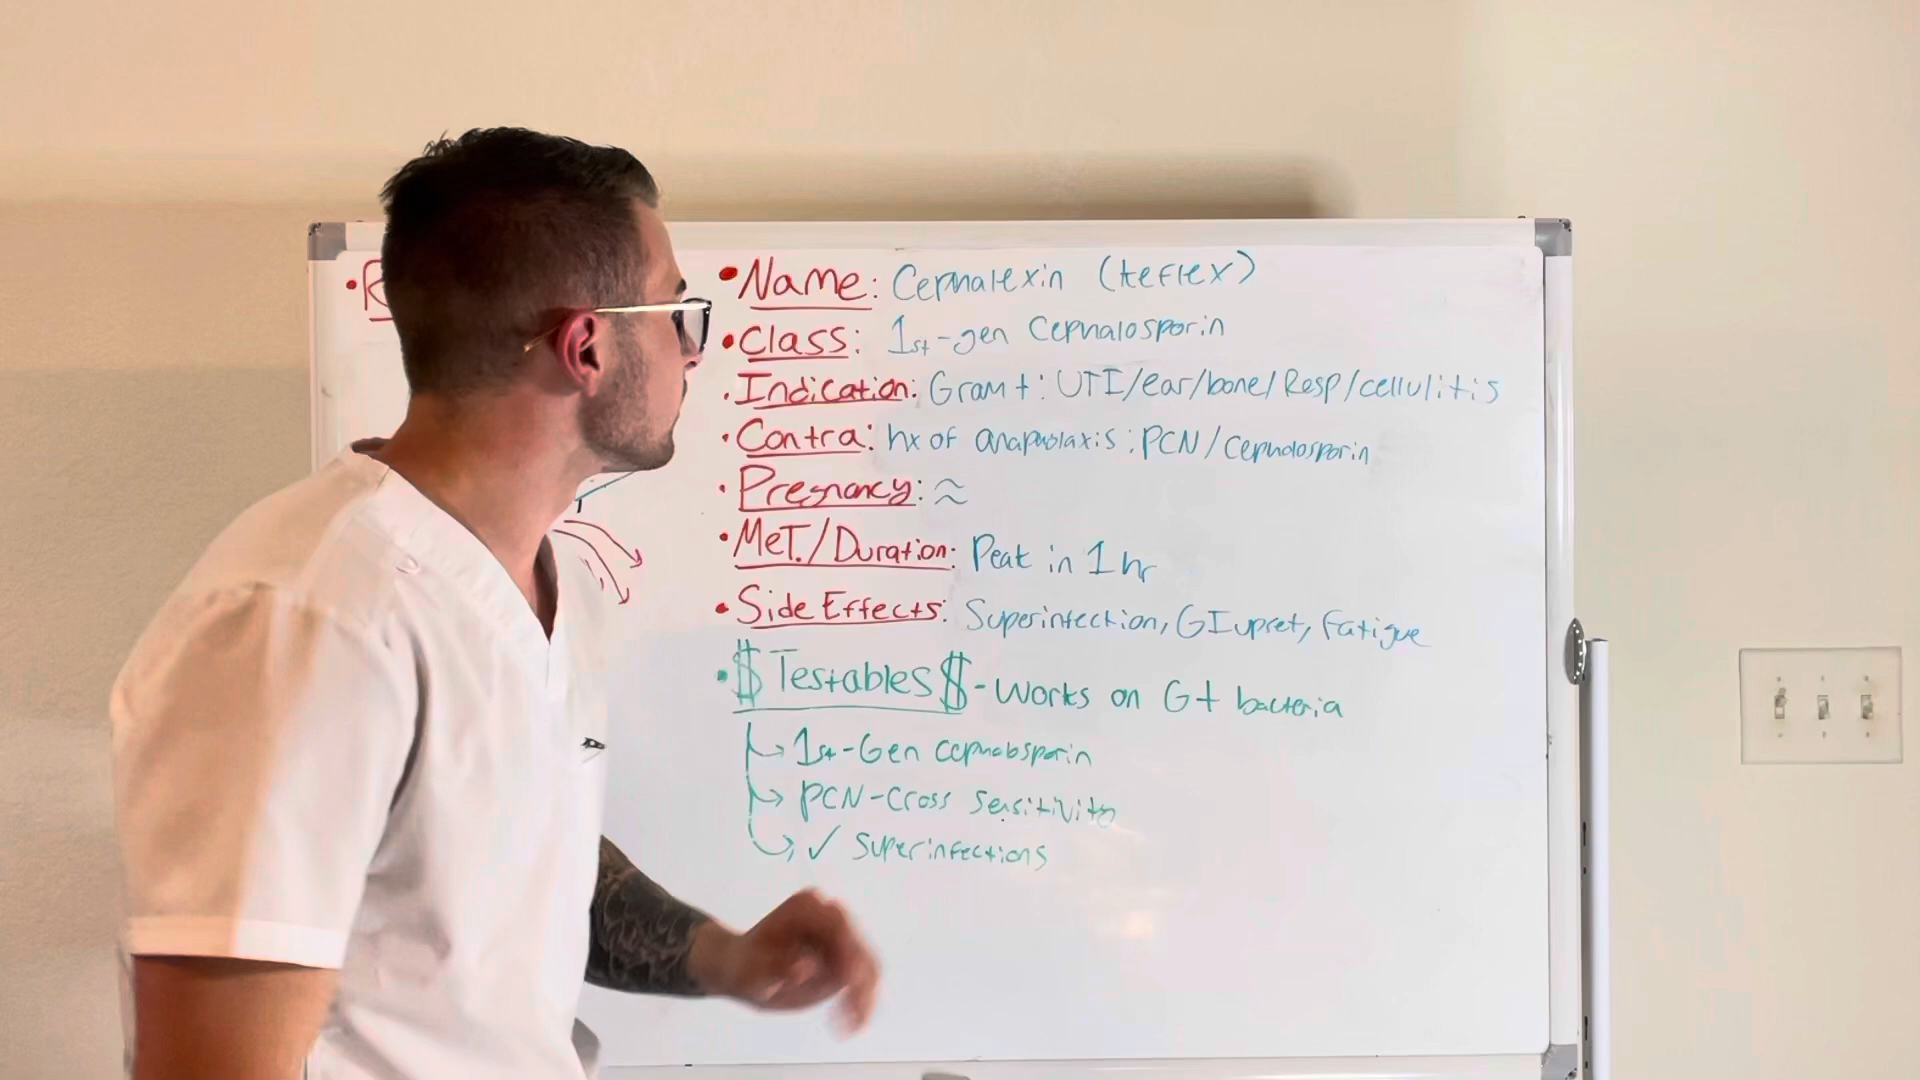 • R
• Name: Cephalexin (Keflex)
• Class: 1st-gen Cephalosporin
• Indication: Gram +: UTI/ear/bone/Resp/cellulitis
• Contra: hx of anaphylaxis: PCN/Cephalosporin
• Pregnancy: ≈
• Met./Duration: Peak in 1 hr
• Side Effects: Superinfection, GI upset, Fatigue
• $ Testables $ - works on G+ bacteria
↳ 1st-Gen cephalosporin
↳ PCN-Cross Sensitivity
↳ ✓ Superinfections